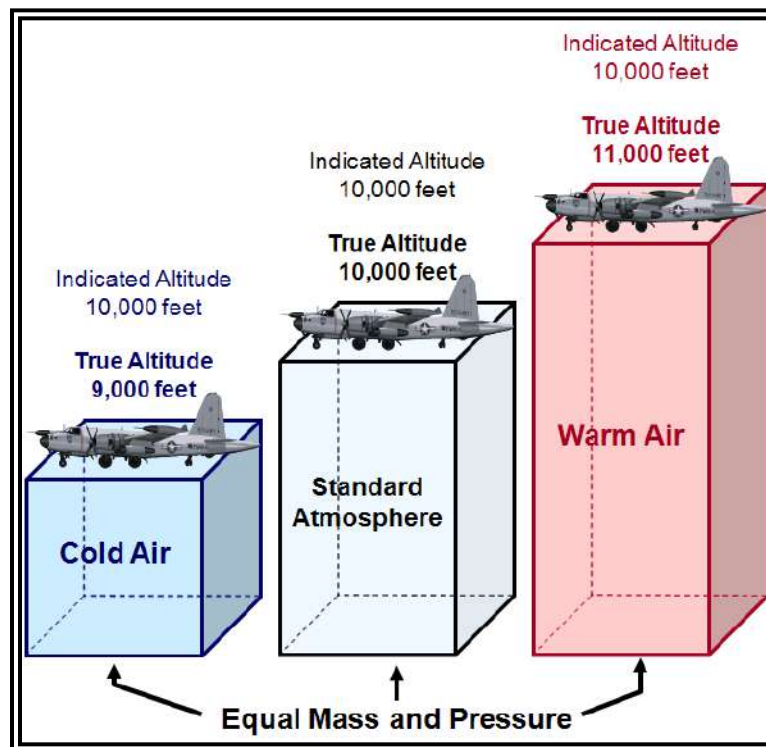 Indicated Altitude
10,000 feet
True Altitude
9,000 feet
Cold Air
Indicated Altitude
10,000 feet
True Altitude
10,000 feet
Standard
Atmosphere
Indicated Altitude
10,000 feet
True Altitude
11,000 feet
Warm Air
Equal Mass and Pressure